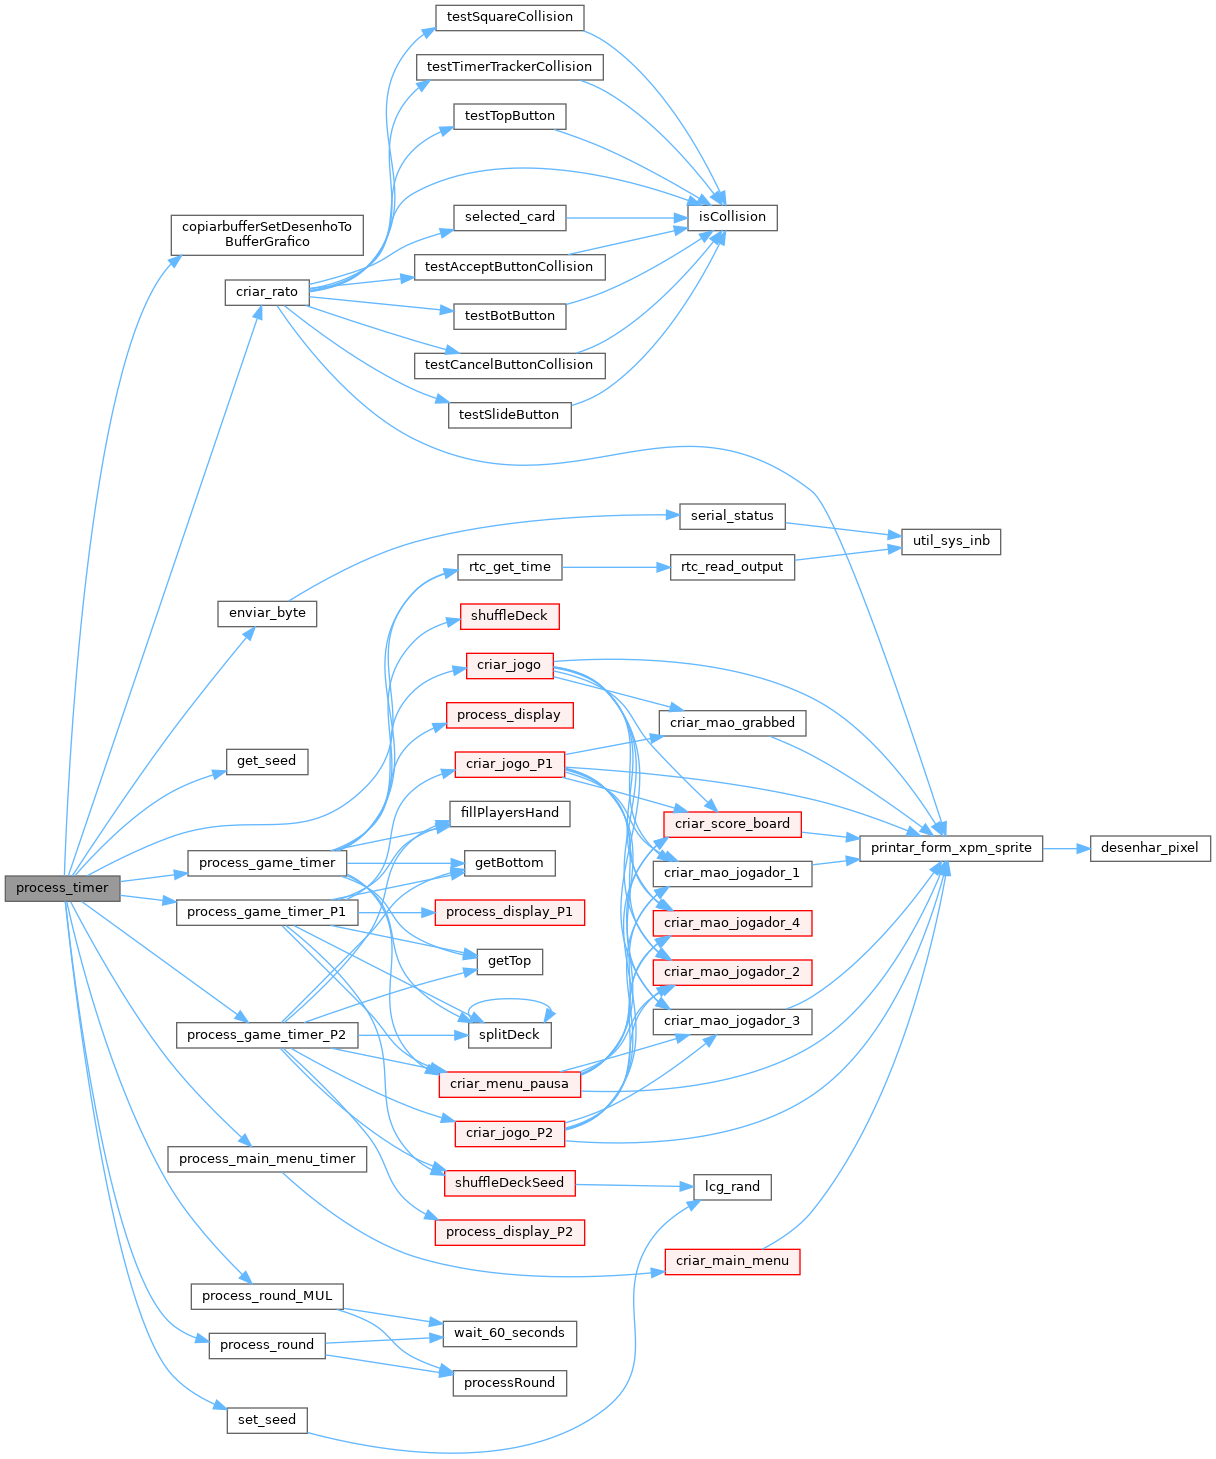 testSquareCollision
testTimerTrackerCollision
testTopButton
copiarbufferSetDesenhoTo
BufferGrafico
selected_card
isCollision
testAcceptButtonCollision
criar_rato
testBotButton
testCancelButtonCollision
testSlideButton
serial_status
util_sys_inb
rtc_get_time
rtc_read_output
enviar_byte
shuffleDeck
criar_jogo
process_display
criar_mao_grabbed
get_seed
criar_jogo_P1
fillPlayersHand
criar_score_board
printar_form_xpm_sprite
desenhar_pixel
process_game_timer
getBottom
criar_mao_jogador_1
process_timer
process_game_timer_P1
process_display_P1
criar_mao_jogador_4
getTop
criar_mao_jogador_2
process_game_timer_P2
splitDeck
criar_mao_jogador_3
criar_menu_pausa
criar_jogo_P2
process_main_menu_timer
shuffleDeckSeed
lcg_rand
process_display_P2
criar_main_menu
process_round_MUL
wait_60_seconds
process_round
processRound
set_seed